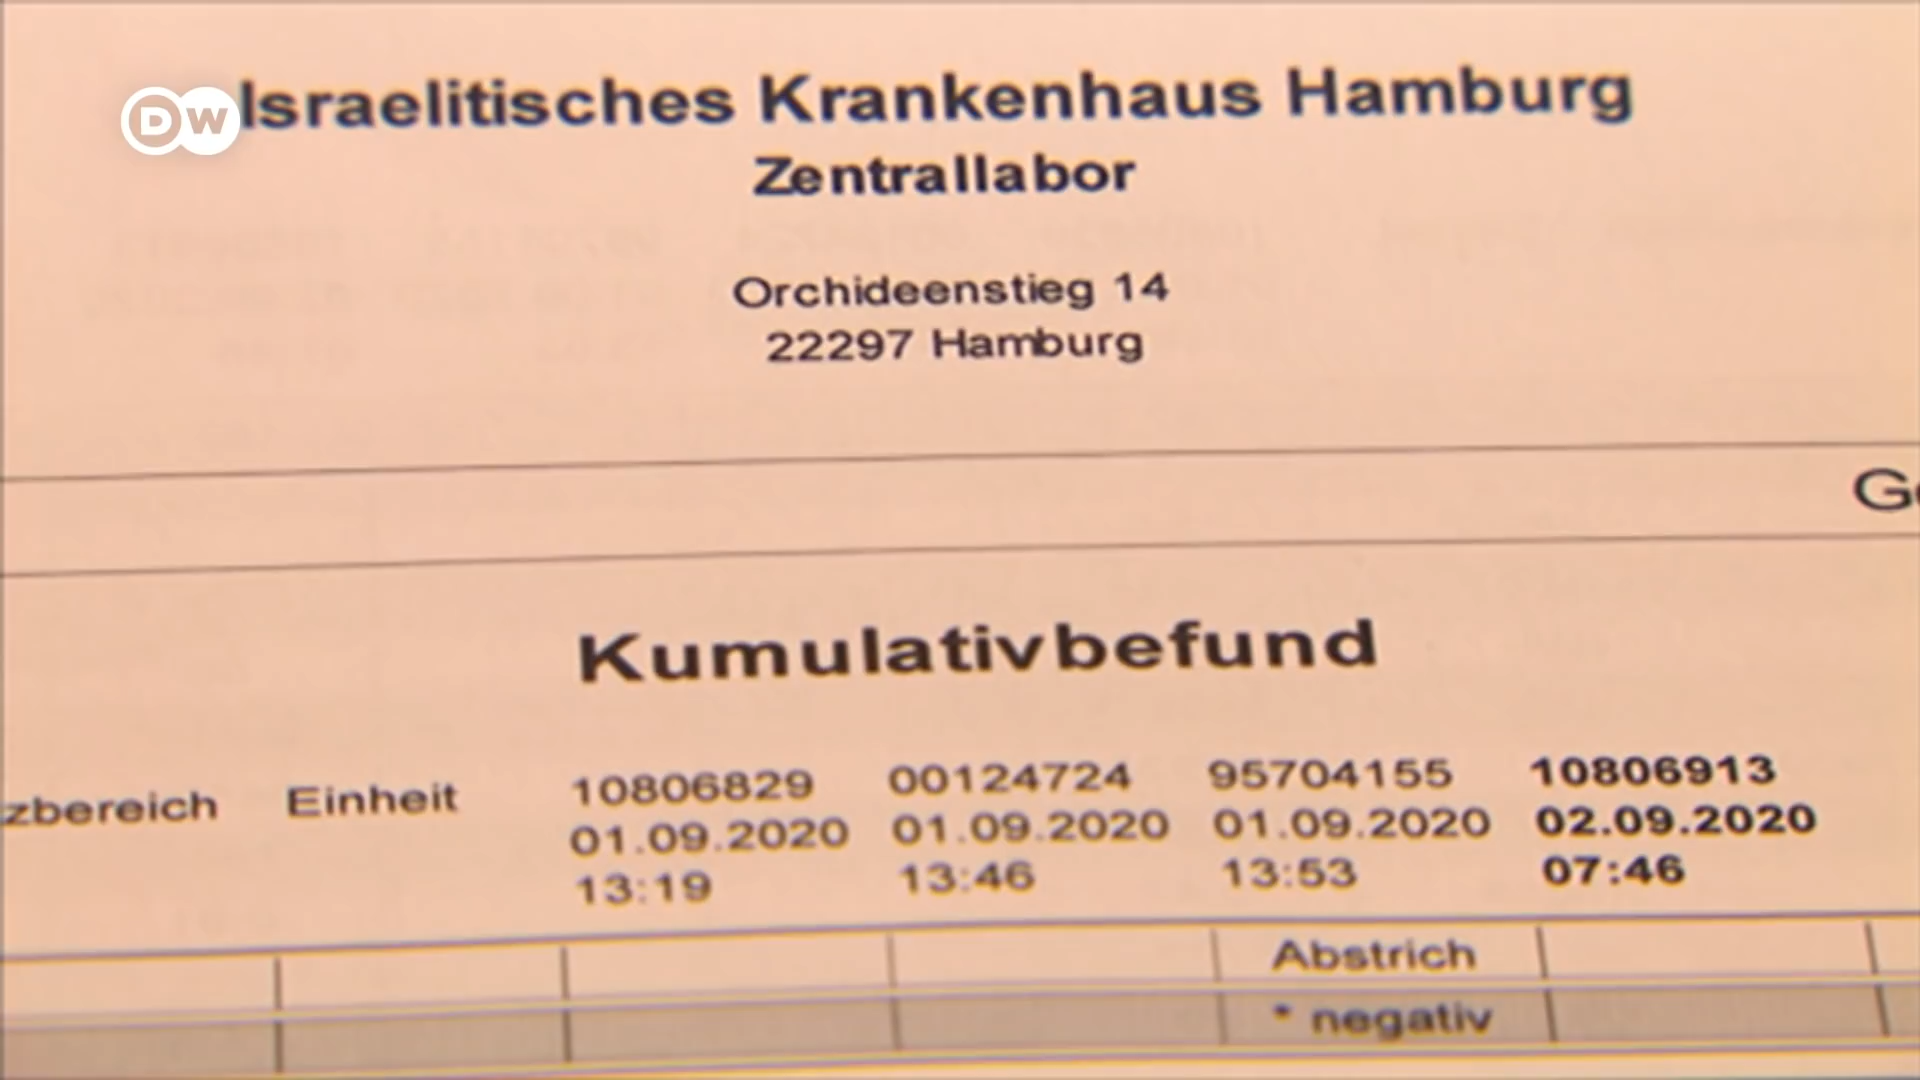 DW
Israelitisches Krankenhaus Hamburg
Zentrallabor
Orchideenstieg 14
22297 Hamburg
Kumulativbefund
zbereich Einheit 10806829 00124724 95704155 10806913
01.09.2020 01.09.2020 01.09.2020 02.09.2020
13:19 13:46 13:53 07:46
Abstrich
* negativ